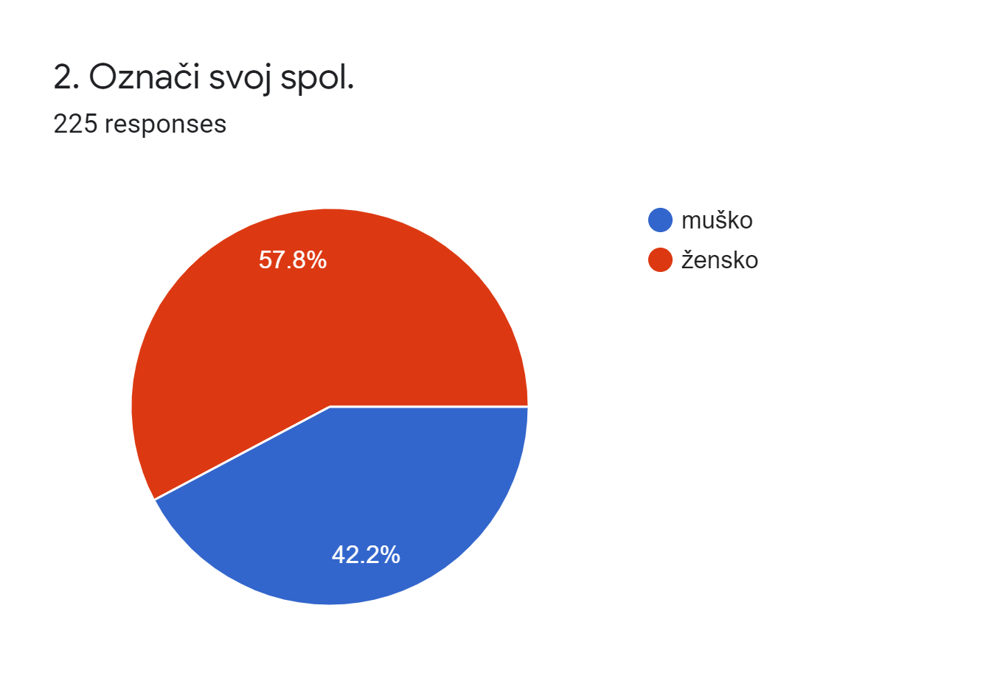 2. Označi svoj spol.
225 responses
muško
žensko
57.8%
42.2%